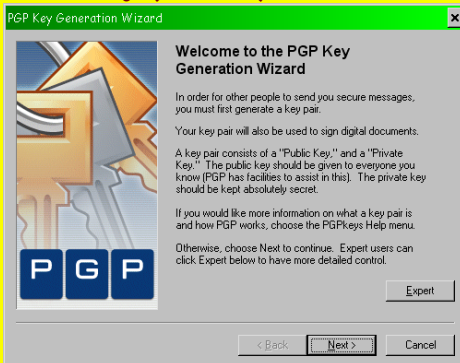 PGP Key Generation Wizard
Welcome to the PGP Key
Generation Wizard
In order for other people to send you secure messages,
you must first generate a key pair.
Your key pair will also be used to sign digital documents.
A key pair consists of a "Public Key," and a "Private
Key." The public key should be given to everyone you
know (PGP has facilities to assist in this). The private key
should be kept absolutely secret.
If you would like more information on what a key pair is
and how PGP works, choose the PGPkeys Help menu.
Otherwise, choose Next to continue. Expert users can
click Expert below to have more detailed control.
PGP
Expert
< Back Next > Cancel